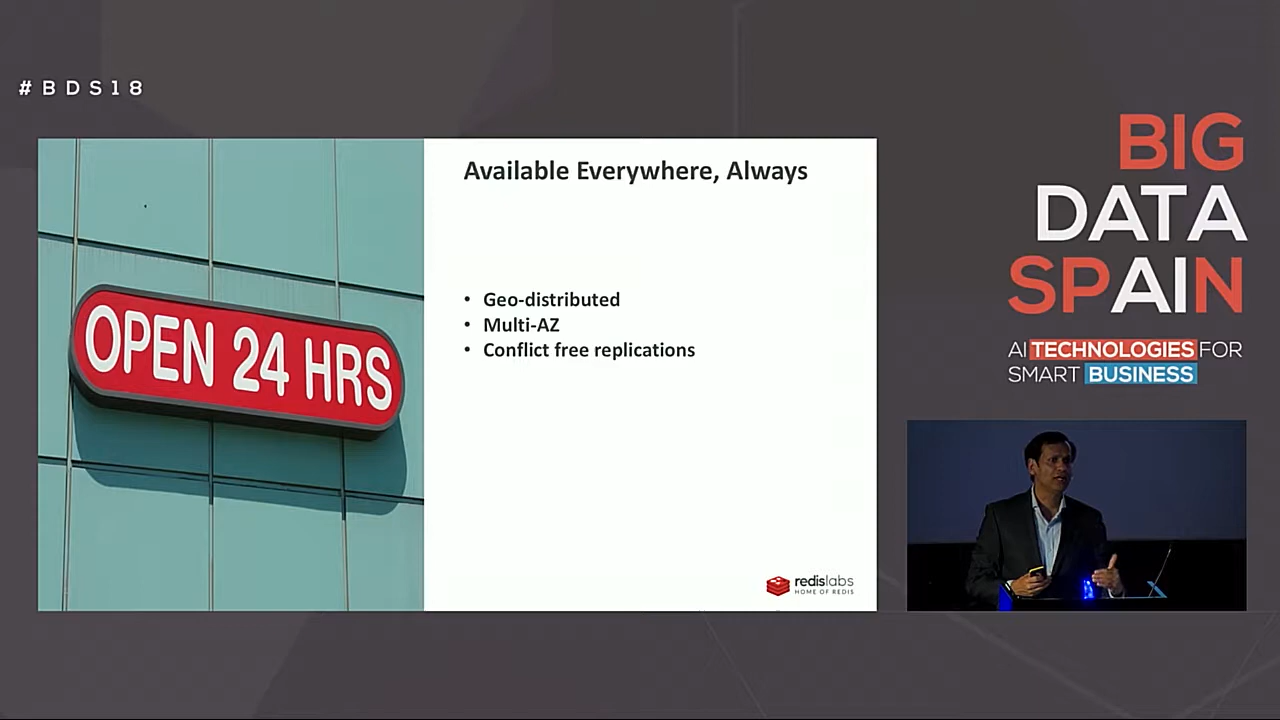 #BDS18
Available Everywhere, Always
• Geo-distributed
• Multi-AZ
• Conflict free replications
OPEN 24 HRS
redislabs
HOME OF REDIS
BIG
DATA
SPAIN
AI TECHNOLOGIES FOR
SMART BUSINESS